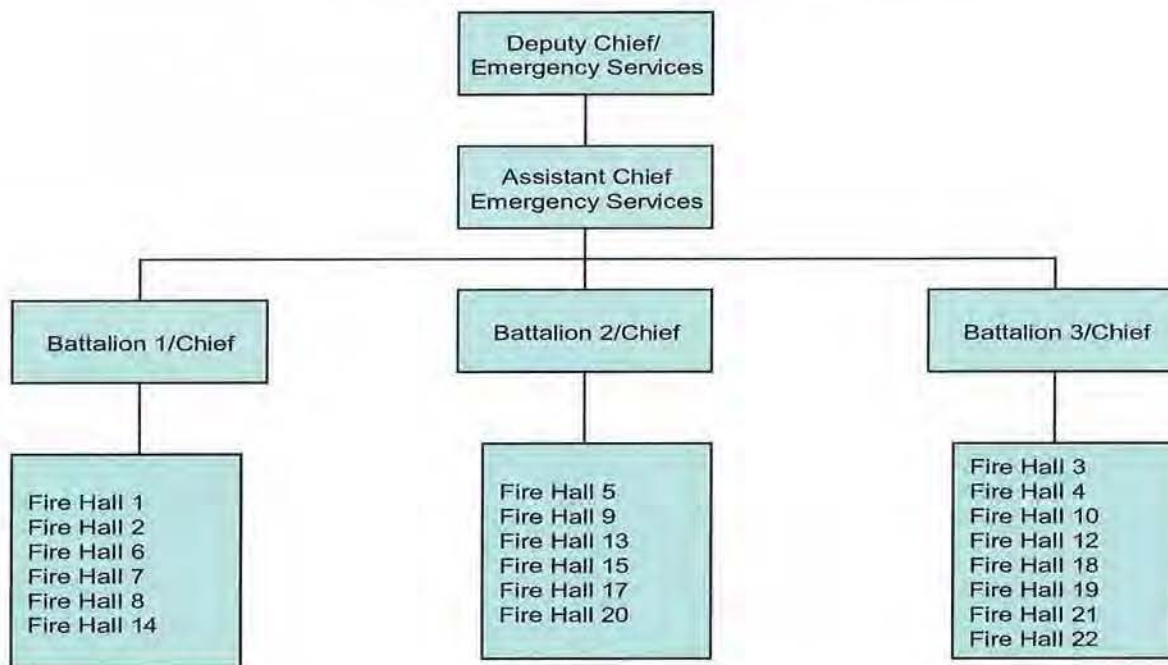 Deputy Chief/
Emergency Services
Assistant Chief
Emergency Services
Battalion 1/Chief
Battalion 2/Chief
Battalion 3/Chief
Fire Hall 1
Fire Hall 2
Fire Hall 6
Fire Hall 7
Fire Hall 8
Fire Hall 14
Fire Hall 5
Fire Hall 9
Fire Hall 13
Fire Hall 15
Fire Hall 17
Fire Hall 20
Fire Hall 3
Fire Hall 4
Fire Hall 10
Fire Hall 12
Fire Hall 18
Fire Hall 19
Fire Hall 21
Fire Hall 22